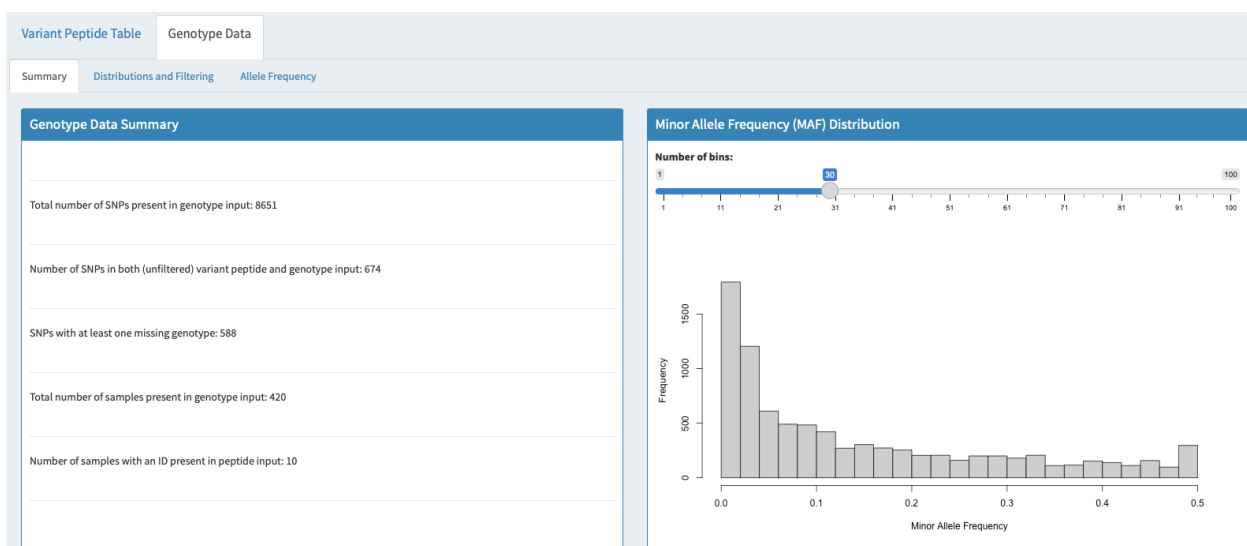 Variant Peptide Table Genotype Data
Summary Distributions and Filtering Allele Frequency
Genotype Data Summary
Total number of SNPs present in genotype input: 8651
Number of SNPs in both (unfiltered) variant peptide and genotype input: 674
SNPs with at least one missing genotype: 588
Total number of samples present in genotype input: 420
Number of samples with an ID present in peptide input: 10
Minor Allele Frequency (MAF) Distribution
Number of bins:
1 30 100
1 11 21 31 41 51 61 71 81 91 100
Frequency
1500
1000
500
0
0.0 0.1 0.2 0.3 0.4 0.5
Minor Allele Frequency